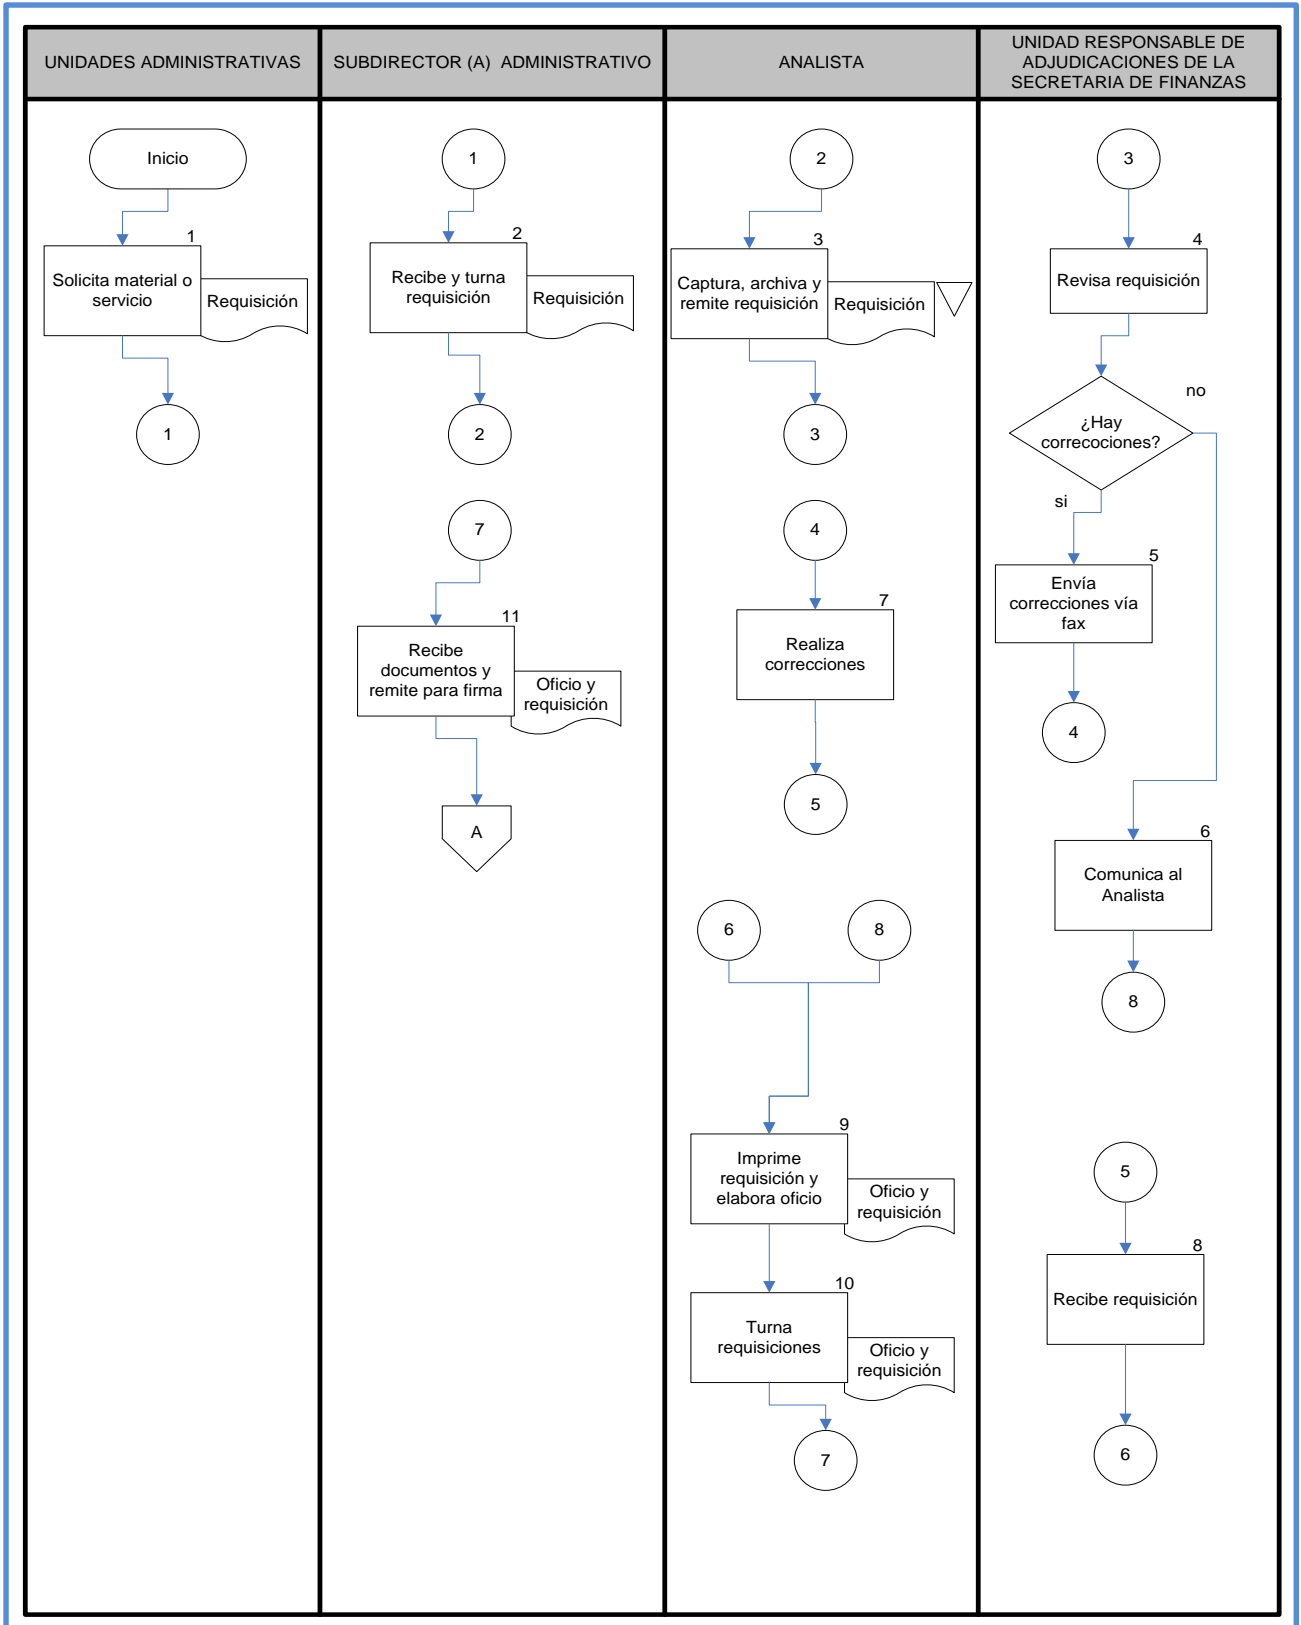 UNIDADES ADMINISTRATIVAS
SUBDIRECTOR (A) ADMINISTRATIVO
ANALISTA
UNIDAD RESPONSABLE DE
ADJUDICACIONES DE LA
SECRETARIA DE FINANZAS
Inicio
1
Solicita material o
servicio
Requisición
1
1
2
Recibe y turna
requisición
Requisición
2
7
11
Recibe
documentos y
remite para firma
Oficio y
requisición
A
2
3
Captura, archiva y
remite requisición
Requisición
3
4
7
Realiza
correcciones
5
6
8
9
Imprime
requisición y
elabora oficio
Oficio y
requisición
10
Turna
requisiciones
Oficio y
requisición
7
3
4
Revisa requisición
¿Hay
correcociones?
no
si
5
Envía
correcciones vía
fax
4
6
Comunica al
Analista
8
5
8
Recibe requisición
6